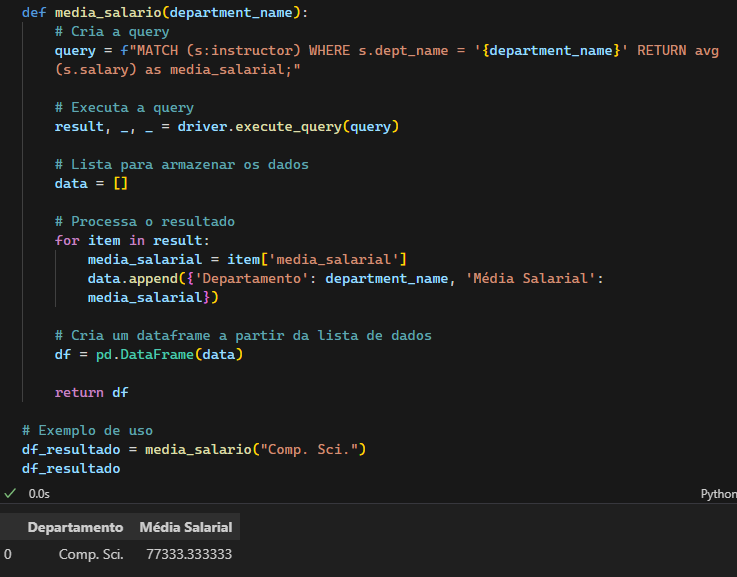 def media_salario(department_name):
    # Cria a query
    query = f"MATCH (s:instructor) WHERE s.dept_name = '{department_name}' RETURN avg
    (s.salary) as media_salarial;"
    # Executa a query
    result, _, _ = driver.execute_query(query)
    # Lista para armazenar os dados
    data = []
    # Processa o resultado
    for item in result:
        media_salarial = item['media_salarial']
        data.append({'Departamento': department_name, 'Média Salarial':
        media_salarial})
    # Cria um dataframe a partir da lista de dados
    df = pd.DataFrame(data)
    return df
# Exemplo de uso
df_resultado = media_salario("Comp. Sci.")
df_resultado
0.0s Python
Departamento Média Salarial
0 Comp. Sci. 77333.333333